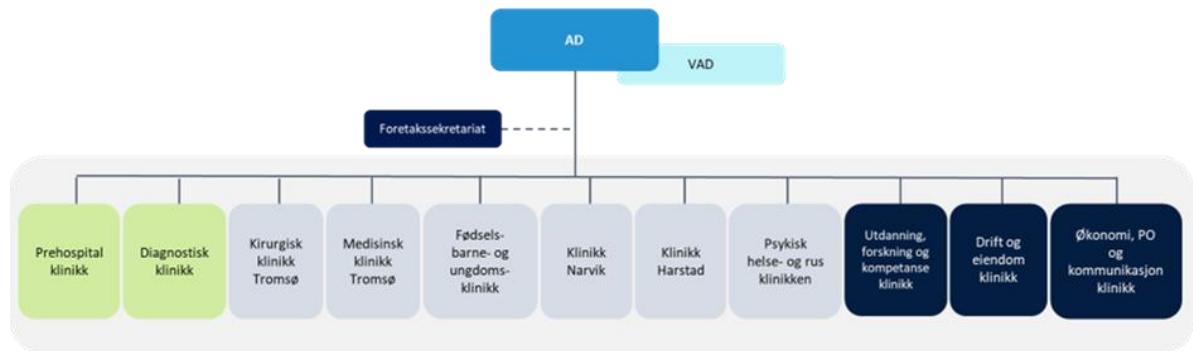 AD
VAD
Foretakssekretariat
Prehospital
klinikk
Diagnostisk
klinikk
Kirurgisk
klinikk
Tromsø
Medisinsk
klinikk
Tromsø
Fødsels-
barne- og
ungdoms-
klinikk
Klinikk
Narvik
Klinikk
Harstad
Psykisk
helse- og rus
klinikken
Utdanning,
forskning og
kompetanse
klinikk
Drift og
eiendom
klinikk
Økonomi, PO
og
kommunikasjon
klinikk